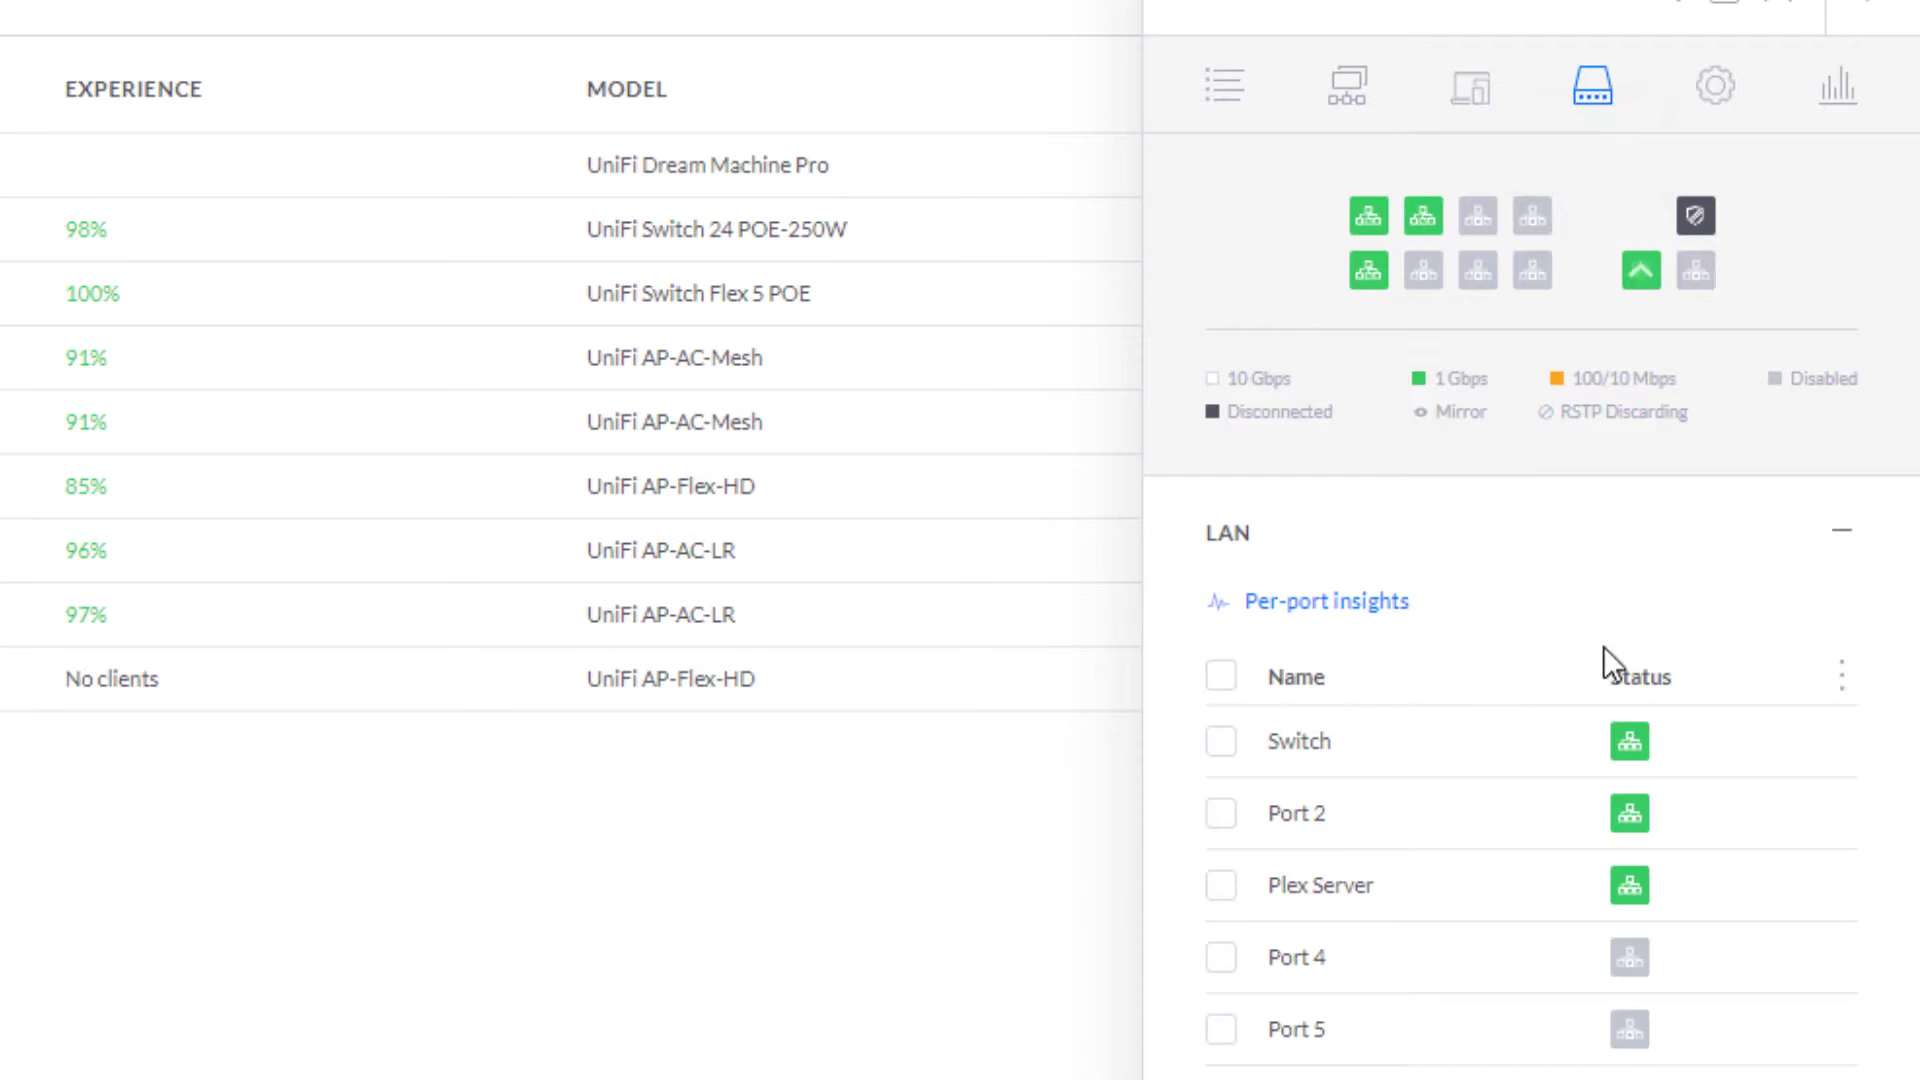 EXPERIENCE MODEL
UniFi Dream Machine Pro
98% UniFi Switch 24 POE-250W
100% UniFi Switch Flex 5 POE
91% UniFi AP-AC-Mesh
91% UniFi AP-AC-Mesh
85% UniFi AP-Flex-HD
96% UniFi AP-AC-LR
97% UniFi AP-AC-LR
No clients UniFi AP-Flex-HD
10 Gbps 1 Gbps 100/10 Mbps Disabled
Disconnected Mirror RSTP Discarding
LAN
Per-port insights
Name Status
Switch
Port 2
Plex Server
Port 4
Port 5